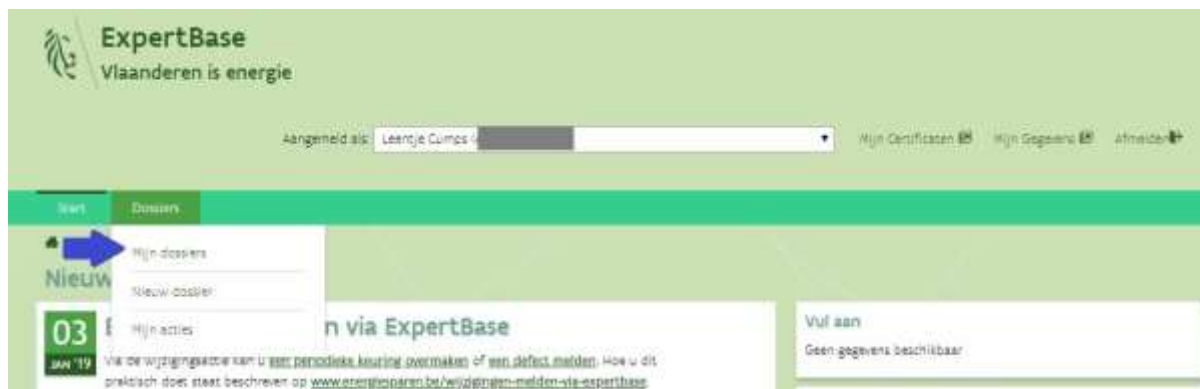 ExpertBase
Vlaanderen is energie
Aangemeld als: Leentje Cumps
Mijn Certificaten Mijn Gegevens Afmelden
Start Dossiers
Mijn dossiers
Nieuw
Nieuw dossier
Mijn acties
03
JAN '19
n via ExpertBase
Via de wijzigingsactie kan u een periodieke keuring overmaken of een defect melden. Hoe u dit
praktisch doet staat beschreven op www.energiesparen.be/wijzigingen-melden-via-expertbase
Vul aan
Geen gegevens beschikbaar